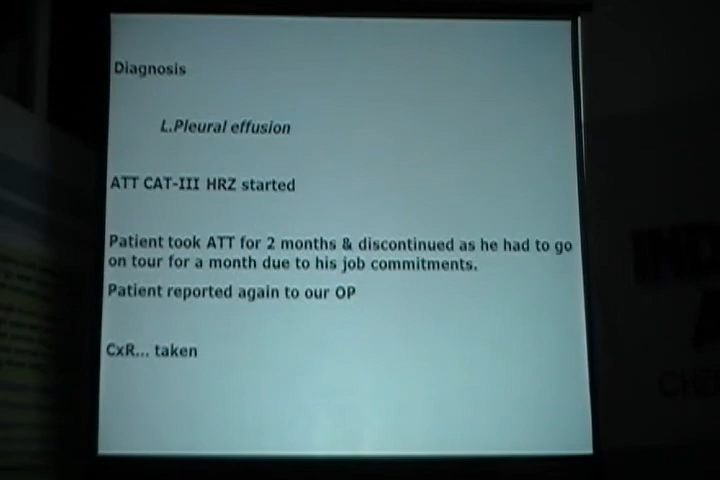 Diagnosis
L.Pleural effusion
ATT CAT-III HRZ started
Patient took ATT for 2 months & discontinued as he had to go
on tour for a month due to his job commitments.
Patient reported again to our OP
CxR... taken